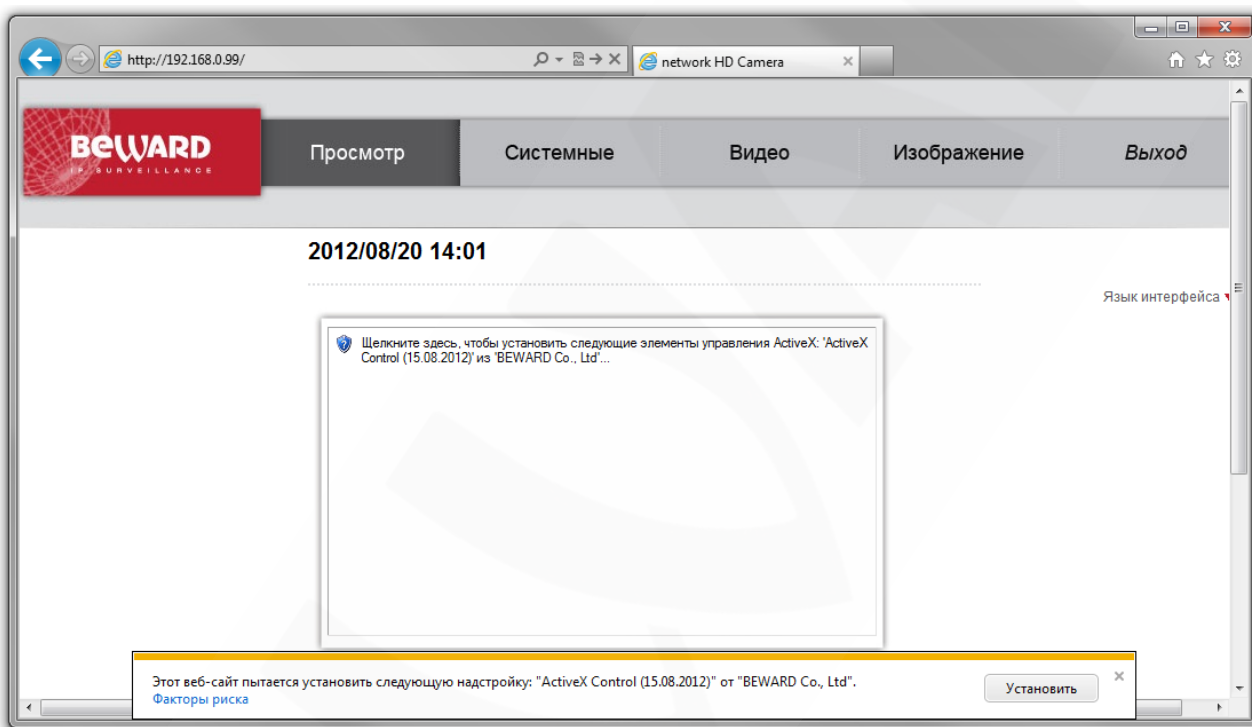 http://192.168.0.99/
network HD Camera
BEWARD
IP SURVEILLANCE
Просмотр
Системные
Видео
Изображение
Выход
2012/08/20 14:01
Язык интерфейса
Щелкните здесь, чтобы установить следующие элементы управления ActiveX: 'ActiveX
Control (15.08.2012)' из 'BEWARD Co., Ltd'...
Этот веб-сайт пытается установить следующую надстройку: "ActiveX Control (15.08.2012)" от "BEWARD Co., Ltd".
Факторы риска
Установить